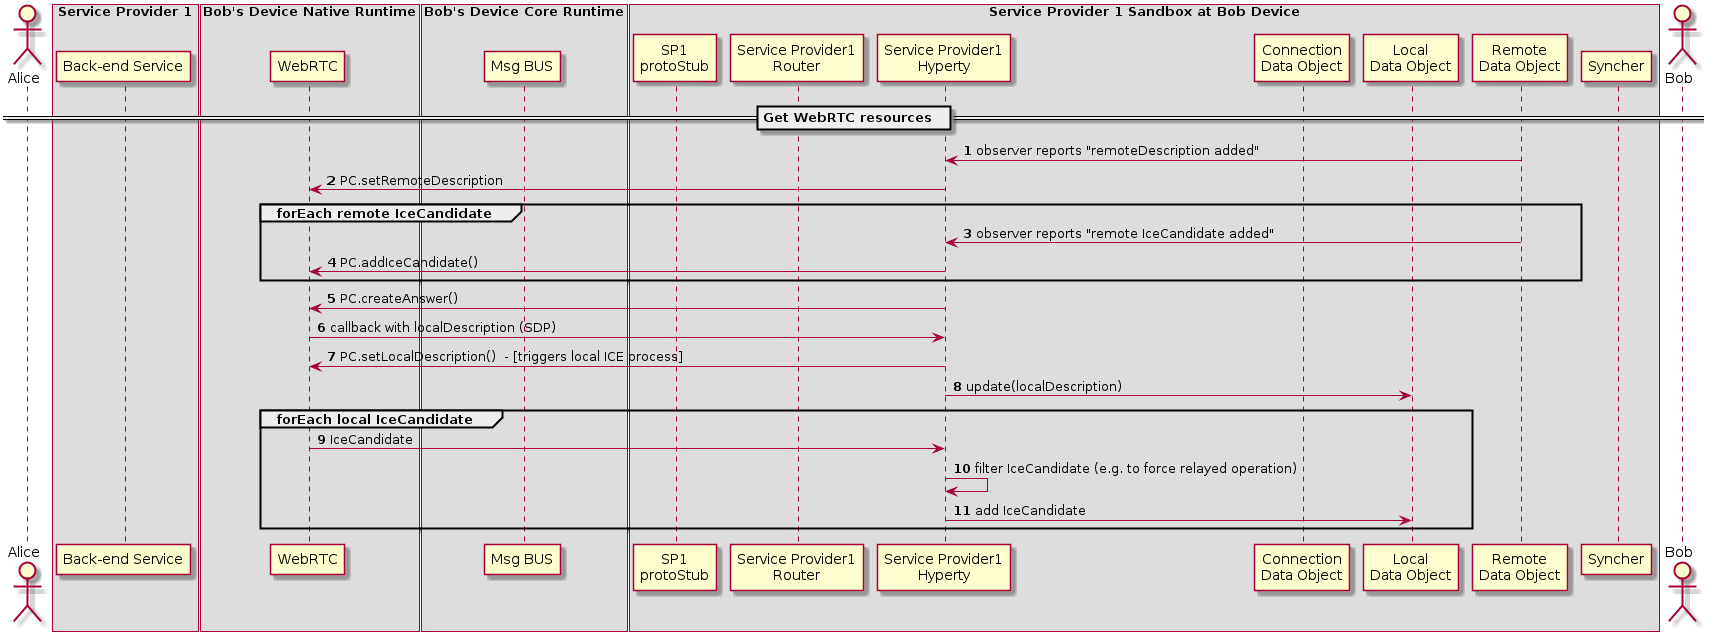 Service Provider 1
Bob's Device Native Runtime
Bob's Device Core Runtime
Service Provider 1 Sandbox at Bob Device
Alice
Back-end Service
WebRTC
Msg BUS
SP1
protoStub
Service Provider1
Router
Service Provider1
Hyperty
Connection
Data Object
Local
Data Object
Remote
Data Object
Syncher
Bob
Get WebRTC resources
1 observer reports "remoteDescription added"
2 PC.setRemoteDescription
forEach remote IceCandidate
3 observer reports "remote IceCandidate added"
4 PC.addIceCandidate()
5 PC.createAnswer()
6 callback with localDescription (SDP)
7 PC.setLocalDescription()  - [triggers local ICE process]
8 update(localDescription)
forEach local IceCandidate
9 IceCandidate
10 filter IceCandidate (e.g. to force relayed operation)
11 add IceCandidate
Alice
Back-end Service
WebRTC
Msg BUS
SP1
protoStub
Service Provider1
Router
Service Provider1
Hyperty
Connection
Data Object
Local
Data Object
Remote
Data Object
Syncher
Bob